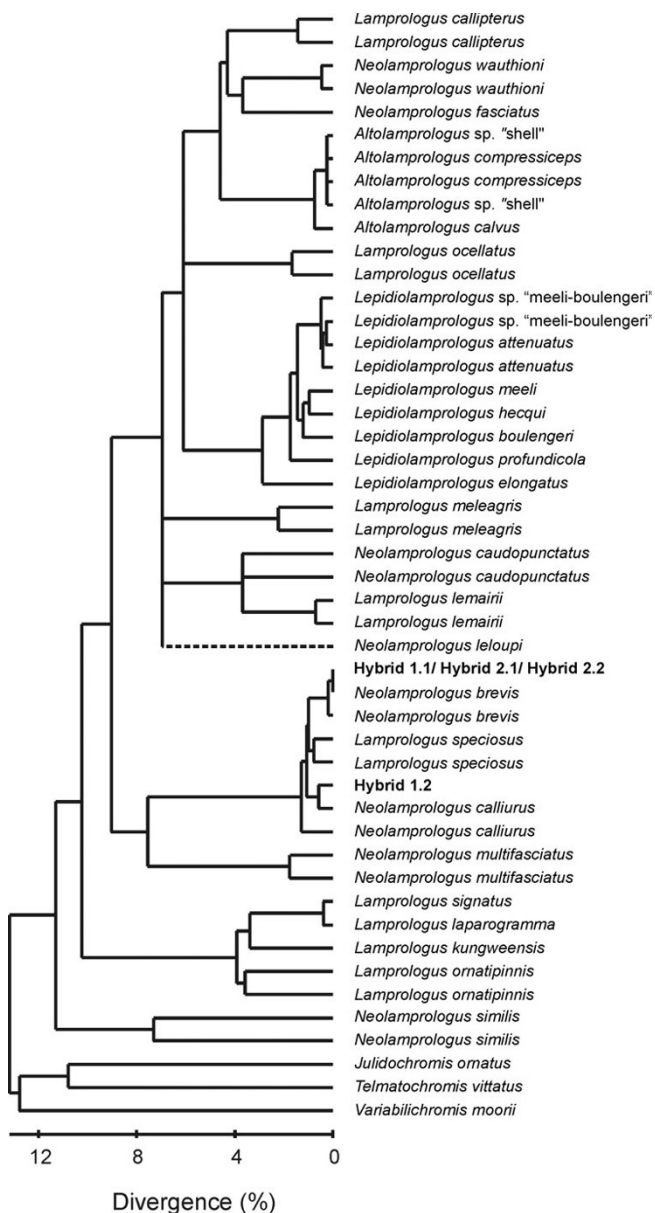 Lamprologus callipterus
Lamprologus callipterus
Neolamprologus wauthioni
Neolamprologus wauthioni
Neolamprologus fasciatus
Altolamprologus sp. "shell"
Altolamprologus compressiceps
Altolamprologus compressiceps
Altolamprologus sp. "shell"
Altolamprologus calvus
Lamprologus ocellatus
Lamprologus ocellatus
Lepidiolamprologus sp. “meeli-boulengeri”
Lepidiolamprologus sp. “meeli-boulengeri”
Lepidiolamprologus attenuatus
Lepidiolamprologus attenuatus
Lepidiolamprologus meeli
Lepidiolamprologus hecqui
Lepidiolamprologus boulengeri
Lepidiolamprologus profundicola
Lepidiolamprologus elongatus
Lamprologus meleagris
Lamprologus meleagris
Neolamprologus caudopunctatus
Neolamprologus caudopunctatus
Lamprologus lemairii
Lamprologus lemairii
Neolamprologus leloupi
Hybrid 1.1/ Hybrid 2.1/ Hybrid 2.2
Neolamprologus brevis
Neolamprologus brevis
Lamprologus speciosus
Lamprologus speciosus
Hybrid 1.2
Neolamprologus calliurus
Neolamprologus calliurus
Neolamprologus multifasciatus
Neolamprologus multifasciatus
Lamprologus signatus
Lamprologus laparogramma
Lamprologus kungweensis
Lamprologus ornatipinnis
Lamprologus ornatipinnis
Neolamprologus similis
Neolamprologus similis
Julidochromis ornatus
Telmatochromis vittatus
Variabilichromis moorii
12 8 4 0
Divergence (%)